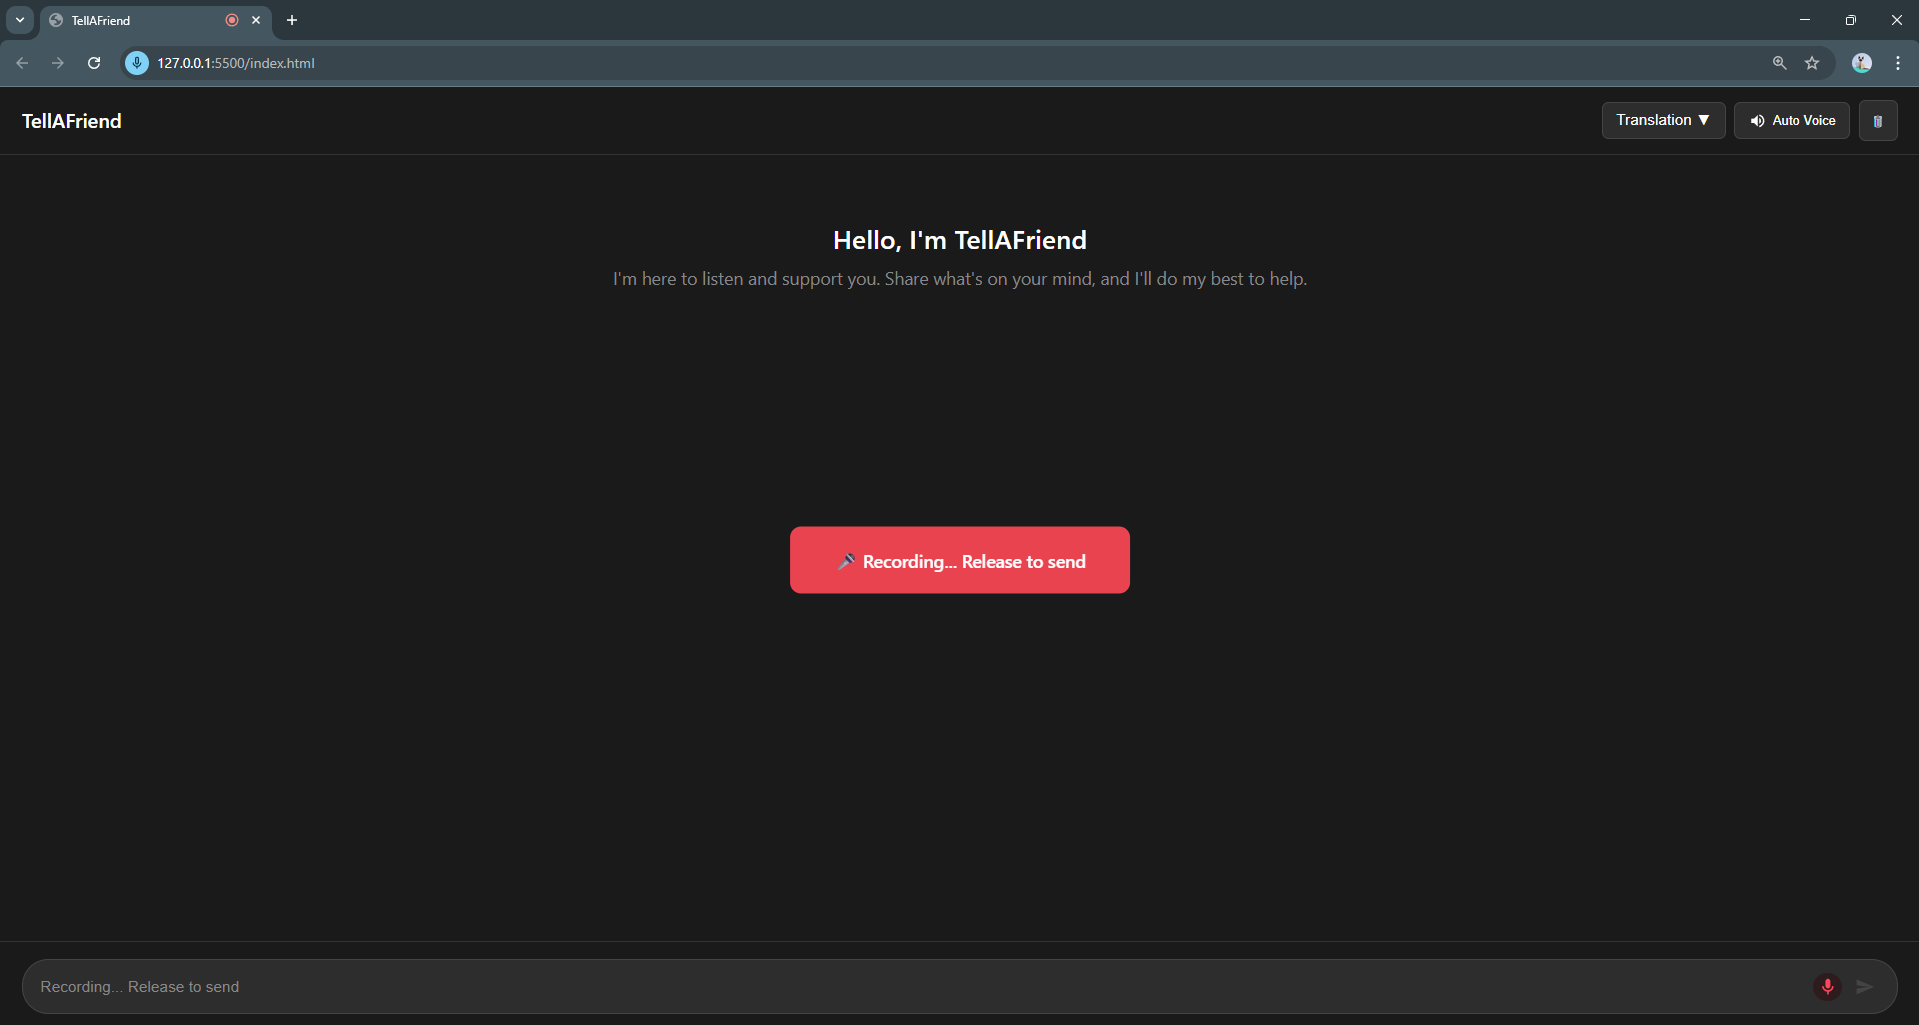 TellAFriend
127.0.0.1:5500/index.html
TellAFriend
Translation ▼
Auto Voice
Hello, I'm TellAFriend
I'm here to listen and support you. Share what's on your mind, and I'll do my best to help.
🎤 Recording... Release to send
Recording... Release to send